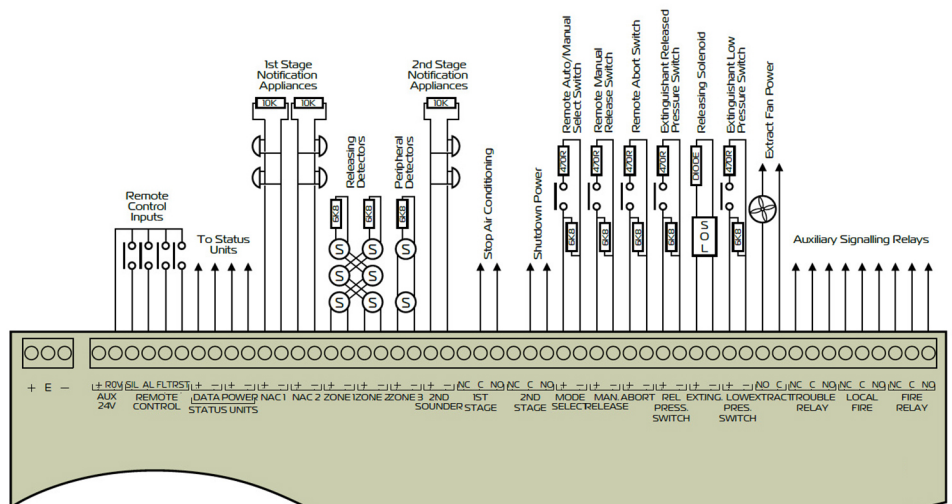 1st Stage
Notification
Appliances
2nd Stage
Notification
Appliances
10K
10K
10K
Releasing
Detectors
Peripheral
Detectors
6K8
6K8
6K8
S
S
S
S
S
S
S
S
Remote
Control
Inputs
To Status
Units
Stop Air Conditioning
Shutdown Power
Remote Auto/Manual
Select Switch
Remote Manual
Release Switch
Remote Abort Switch
Extinguishant Released
Pressure Switch
Releasing Solenoid
Extinguishant Low
Pressure Switch
Extract Fan Power
470R
470R
470R
470R
DIODE
470R
6K8
6K8
6K8
6K8
SOL
6K8
Auxiliary Signalling Relays
+ E −
+ R0V SIL AL FLT RST + − + − + − + − + − + − + − + − NC C NO NC C NO + − + − + − + − + − + − NO C NC C NO NC C NO NC C NO
AUX
24V
REMOTE
CONTROL
DATA POWER
STATUS UNITS
NAC 1
NAC 2
ZONE 1
ZONE 2
ZONE 3
2ND
SOUNDER
1ST
STAGE
2ND
STAGE
MODE
SELECT
MAN.
RELEASE
ABORT
REL
PRESS.
SWITCH
EXTING.
LOW
PRES.
SWITCH
EXTRACT
TROUBLE
RELAY
LOCAL
FIRE
FIRE
RELAY